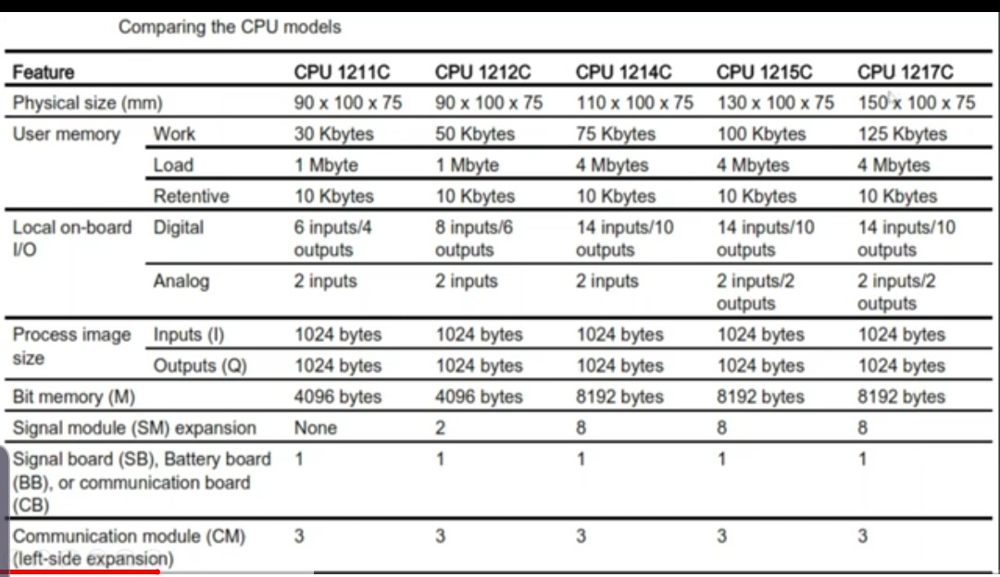 Comparing the CPU models
Feature CPU 1211C CPU 1212C CPU 1214C CPU 1215C CPU 1217C
Physical size (mm) 90 x 100 x 75 90 x 100 x 75 110 x 100 x 75 130 x 100 x 75 150 x 100 x 75
User memory Work 30 Kbytes 50 Kbytes 75 Kbytes 100 Kbytes 125 Kbytes
Load 1 Mbyte 1 Mbyte 4 Mbytes 4 Mbytes 4 Mbytes
Retentive 10 Kbytes 10 Kbytes 10 Kbytes 10 Kbytes 10 Kbytes
Local on-board Digital 6 inputs/4 8 inputs/6 14 inputs/10 14 inputs/10 14 inputs/10
I/O outputs outputs outputs outputs outputs
Analog 2 inputs 2 inputs 2 inputs 2 inputs/2 2 inputs/2
outputs outputs
Process image Inputs (I) 1024 bytes 1024 bytes 1024 bytes 1024 bytes 1024 bytes
size Outputs (Q) 1024 bytes 1024 bytes 1024 bytes 1024 bytes 1024 bytes
Bit memory (M) 4096 bytes 4096 bytes 8192 bytes 8192 bytes 8192 bytes
Signal module (SM) expansion None 2 8 8 8
Signal board (SB), Battery board 1 1 1 1 1
(BB), or communication board
(CB)
Communication module (CM) 3 3 3 3 3
(left-side expansion)